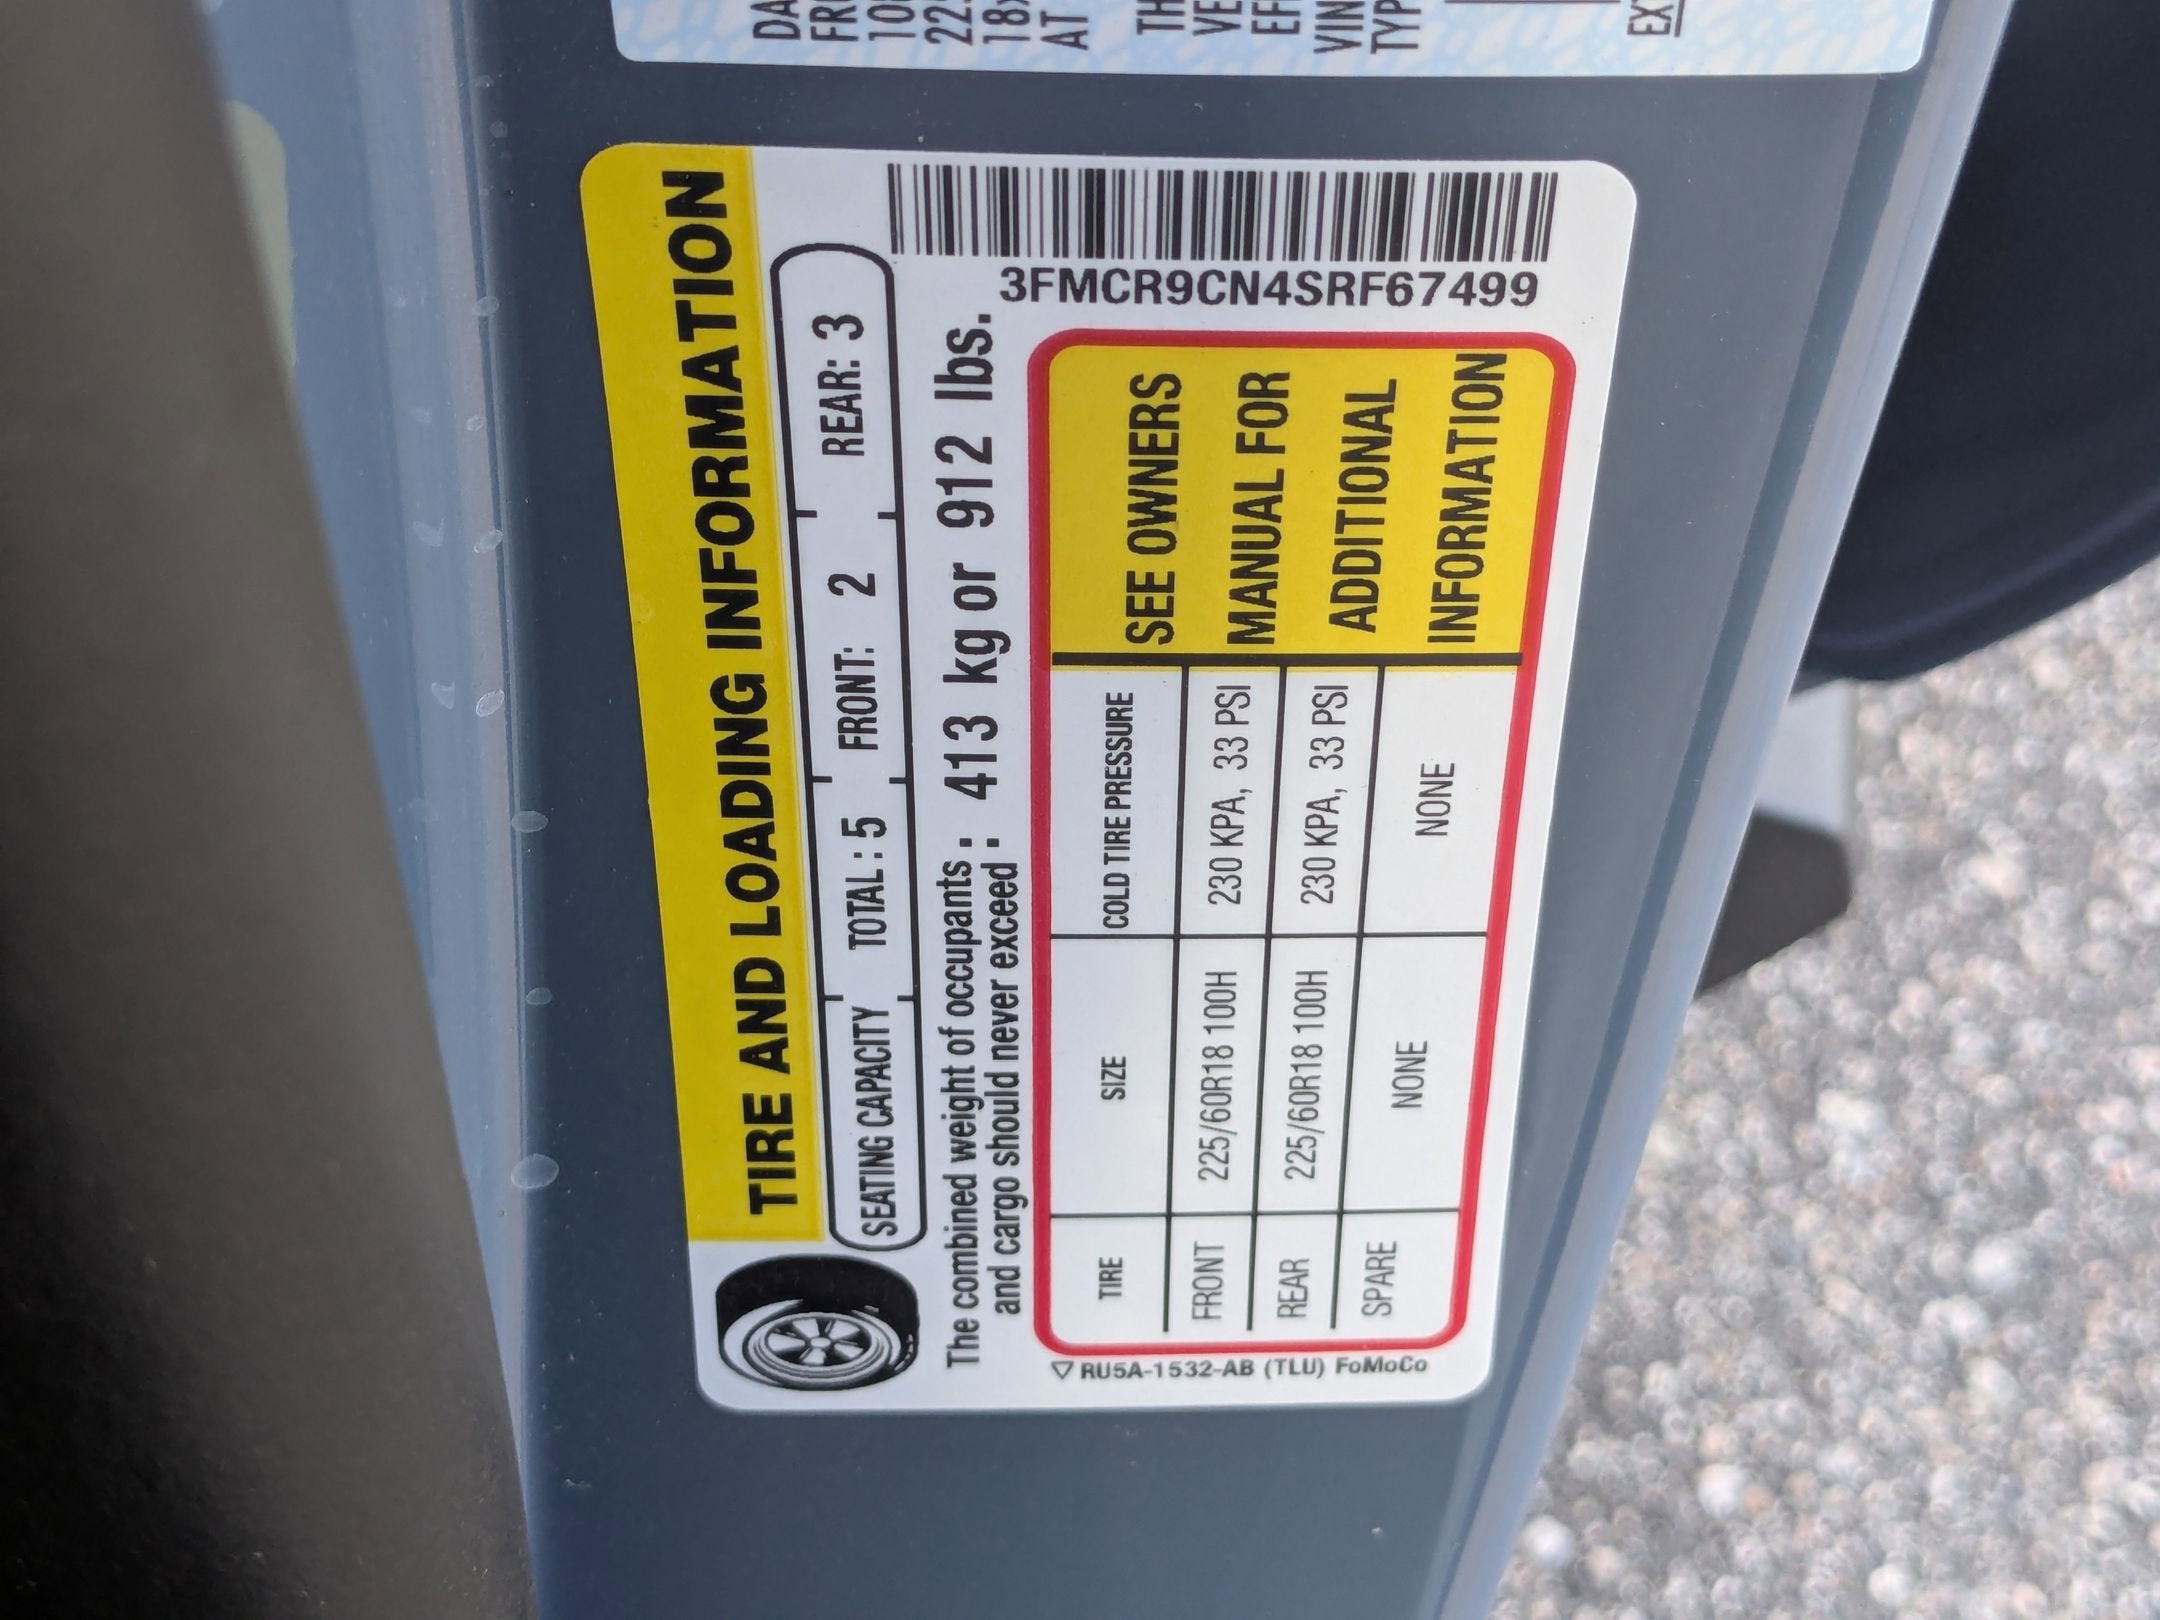 TIRE AND LOADING INFORMATION
SEATING CAPACITY TOTAL : 5 FRONT: 2 REAR: 3
The combined weight of occupants
and cargo should never exceed : 413 kg or 912 lbs.
3FMCR9CN4SRF67499
TIRE SIZE COLD TIRE PRESSURE
FRONT 225/60R18 100H 230 KPA, 33 PSI
REAR 225/60R18 100H 230 KPA, 33 PSI
SPARE NONE NONE
SEE OWNERS
MANUAL FOR
ADDITIONAL
INFORMATION
RU5A-1532-AB (TLU) FoMoCo